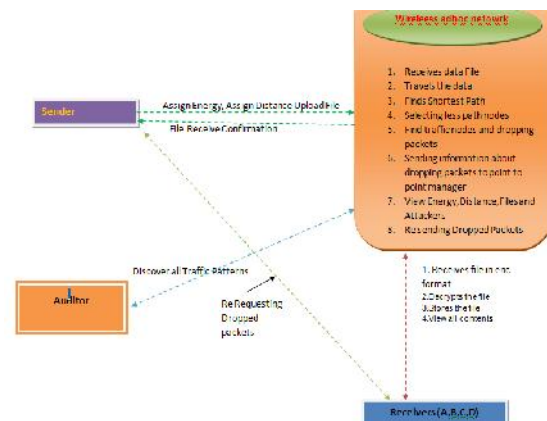 Wireless adhoc netowrk
1. Receives data File
2. Travels the data
3. Finds Shortest Path
4. Selecting less path nodes
5. Find traffic nodes and dropping
packets
6. Sending information about
dropping packets to point to
point manager
7. View Energy, Distance, Files and
Attackers
8. Resending Dropped Packets
Sender
Assign Energy, Assign Distance Upload File
File Receive Confirmation
Discover all Traffic Patterns
Auditor
Re Requesting
Dropped
packets
1. Receives file in enc
format
2.Decrypts the file
3.Stores the file
4.View all contents
Receivers (A,B,C,D)